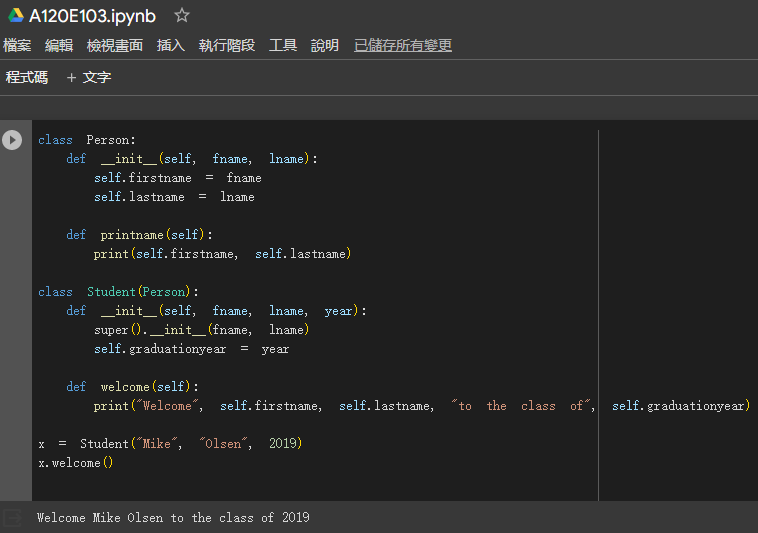 A120E103.ipynb
檔案 編輯 檢視畫面 插入 執行階段 工具 說明 已儲存所有變更
程式碼 + 文字
class Person:
    def __init__(self, fname, lname):
        self.firstname = fname
        self.lastname = lname
    def printname(self):
        print(self.firstname, self.lastname)
class Student(Person):
    def __init__(self, fname, lname, year):
        super().__init__(fname, lname)
        self.graduationyear = year
    def welcome(self):
        print("Welcome", self.firstname, self.lastname, "to the class of", self.graduationyear)
x = Student("Mike", "Olsen", 2019)
x.welcome()
Welcome Mike Olsen to the class of 2019